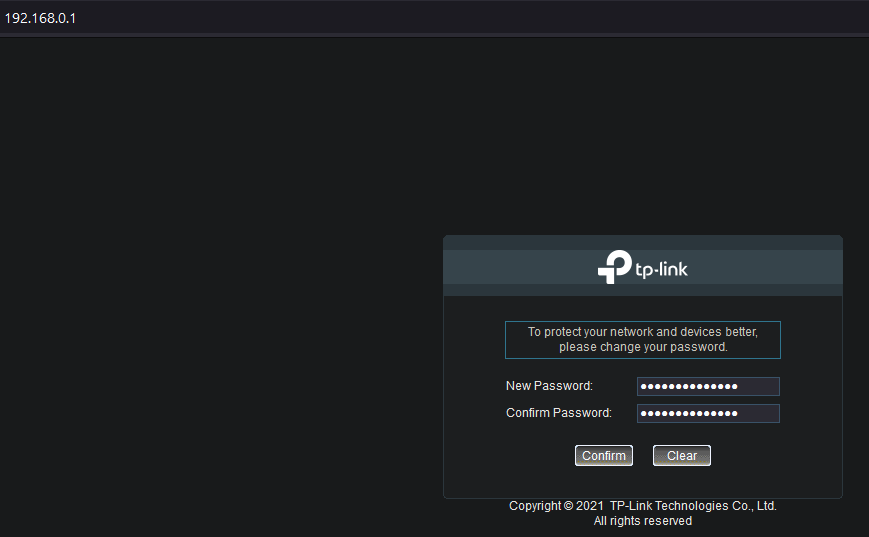 192.168.0.1
tp-link
To protect your network and devices better,
please change your password.
New Password: ••••••••••••••
Confirm Password: ••••••••••••••
Confirm Clear
Copyright © 2021 TP-Link Technologies Co., Ltd.
All rights reserved